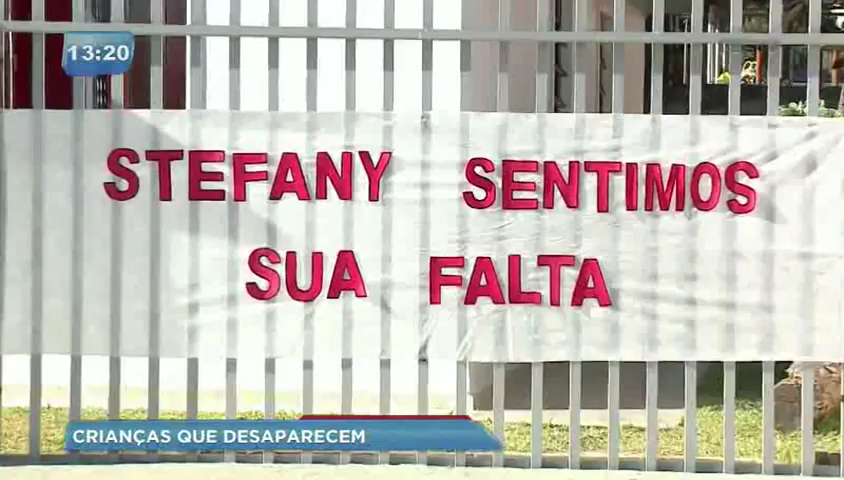 13:20
STEFANY SENTIMOS
SUA FALTA
CRIANÇAS QUE DESAPARECEM